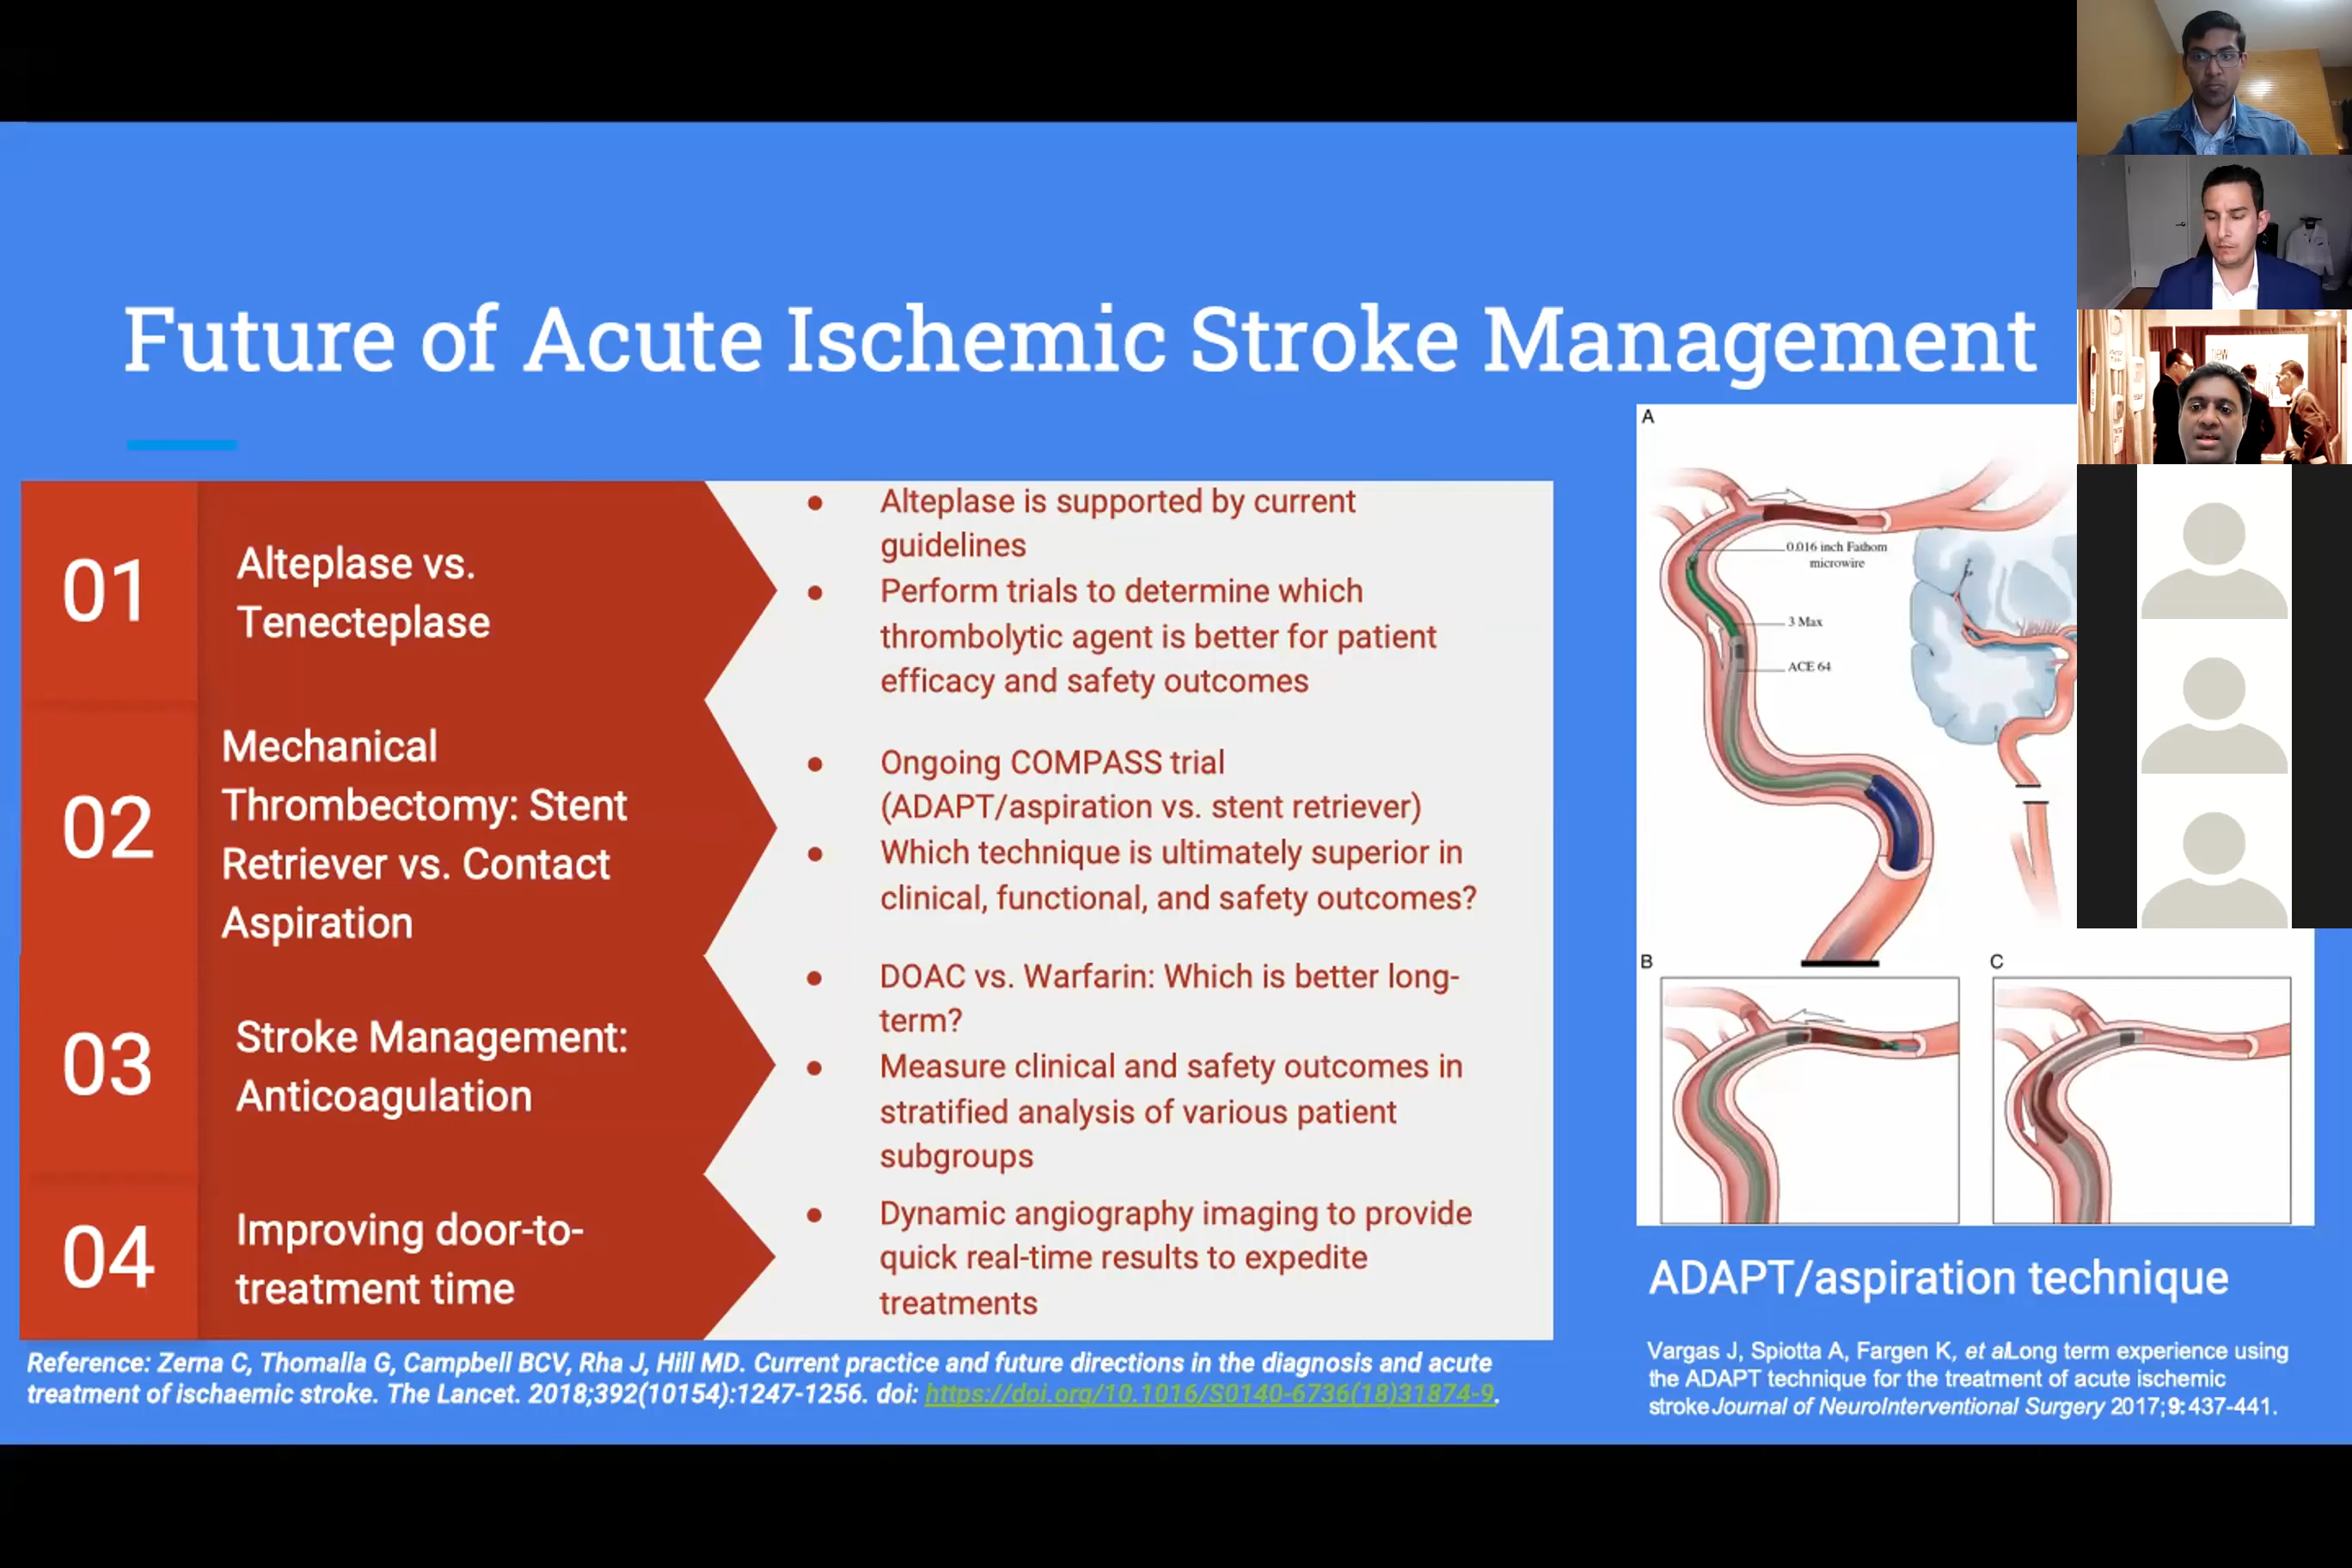 Future of Acute Ischemic Stroke Management
01
Alteplase vs.
Tenecteplase
● Alteplase is supported by current
guidelines
● Perform trials to determine which
thrombolytic agent is better for patient
efficacy and safety outcomes
02
Mechanical
Thrombectomy: Stent
Retriever vs. Contact
Aspiration
● Ongoing COMPASS trial
(ADAPT/aspiration vs. stent retriever)
● Which technique is ultimately superior in
clinical, functional, and safety outcomes?
03
Stroke Management:
Anticoagulation
● DOAC vs. Warfarin: Which is better long-
term?
● Measure clinical and safety outcomes in
stratified analysis of various patient
subgroups
04
Improving door-to-
treatment time
● Dynamic angiography imaging to provide
quick real-time results to expedite
treatments
Reference: Zerna C, Thomalla G, Campbell BCV, Rha J, Hill MD. Current practice and future directions in the diagnosis and acute
treatment of ischaemic stroke. The Lancet. 2018;392(10154):1247-1256. doi: https://doi.org/10.1016/S0140-6736(18)31874-9.
A
0.016 inch Fathom
microwire
3 Max
ACE 64
B
C
ADAPT/aspiration technique
Vargas J, Spiotta A, Fargen K, et alLong term experience using
the ADAPT technique for the treatment of acute ischemic
strokeJournal of NeuroInterventional Surgery 2017;9:437-441.